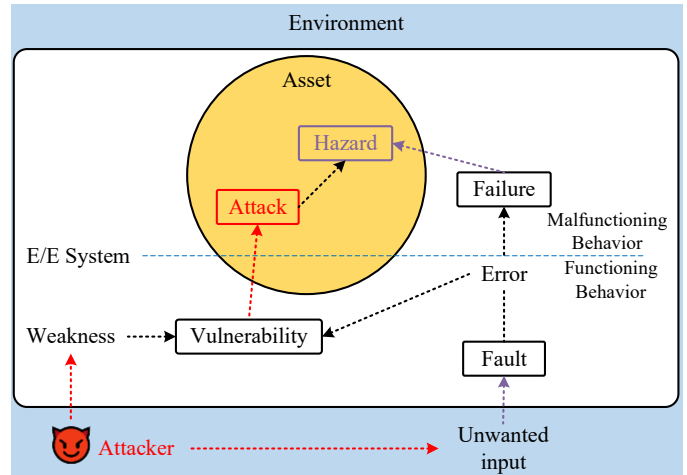 Environment
Asset
Hazard
Failure
Attack
Malfunctioning
Behavior
E/E System
Error
Functioning
Behavior
Weakness
Vulnerability
Fault
Attacker
Unwanted
input